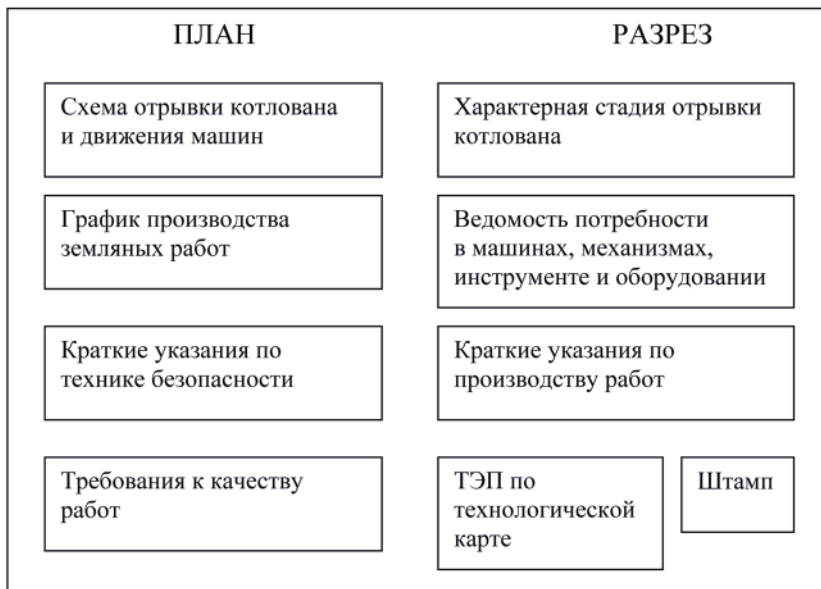 ПЛАН
РАЗРЕЗ
Схема отрывки котлована
и движения машин
Характерная стадия отрывки
котлована
График производства
земляных работ
Ведомость потребности
в машинах, механизмах,
инструменте и оборудовании
Краткие указания по
технике безопасности
Краткие указания по
производству работ
Требования к качеству
работ
ТЭП по
технологической
карте
Штамп